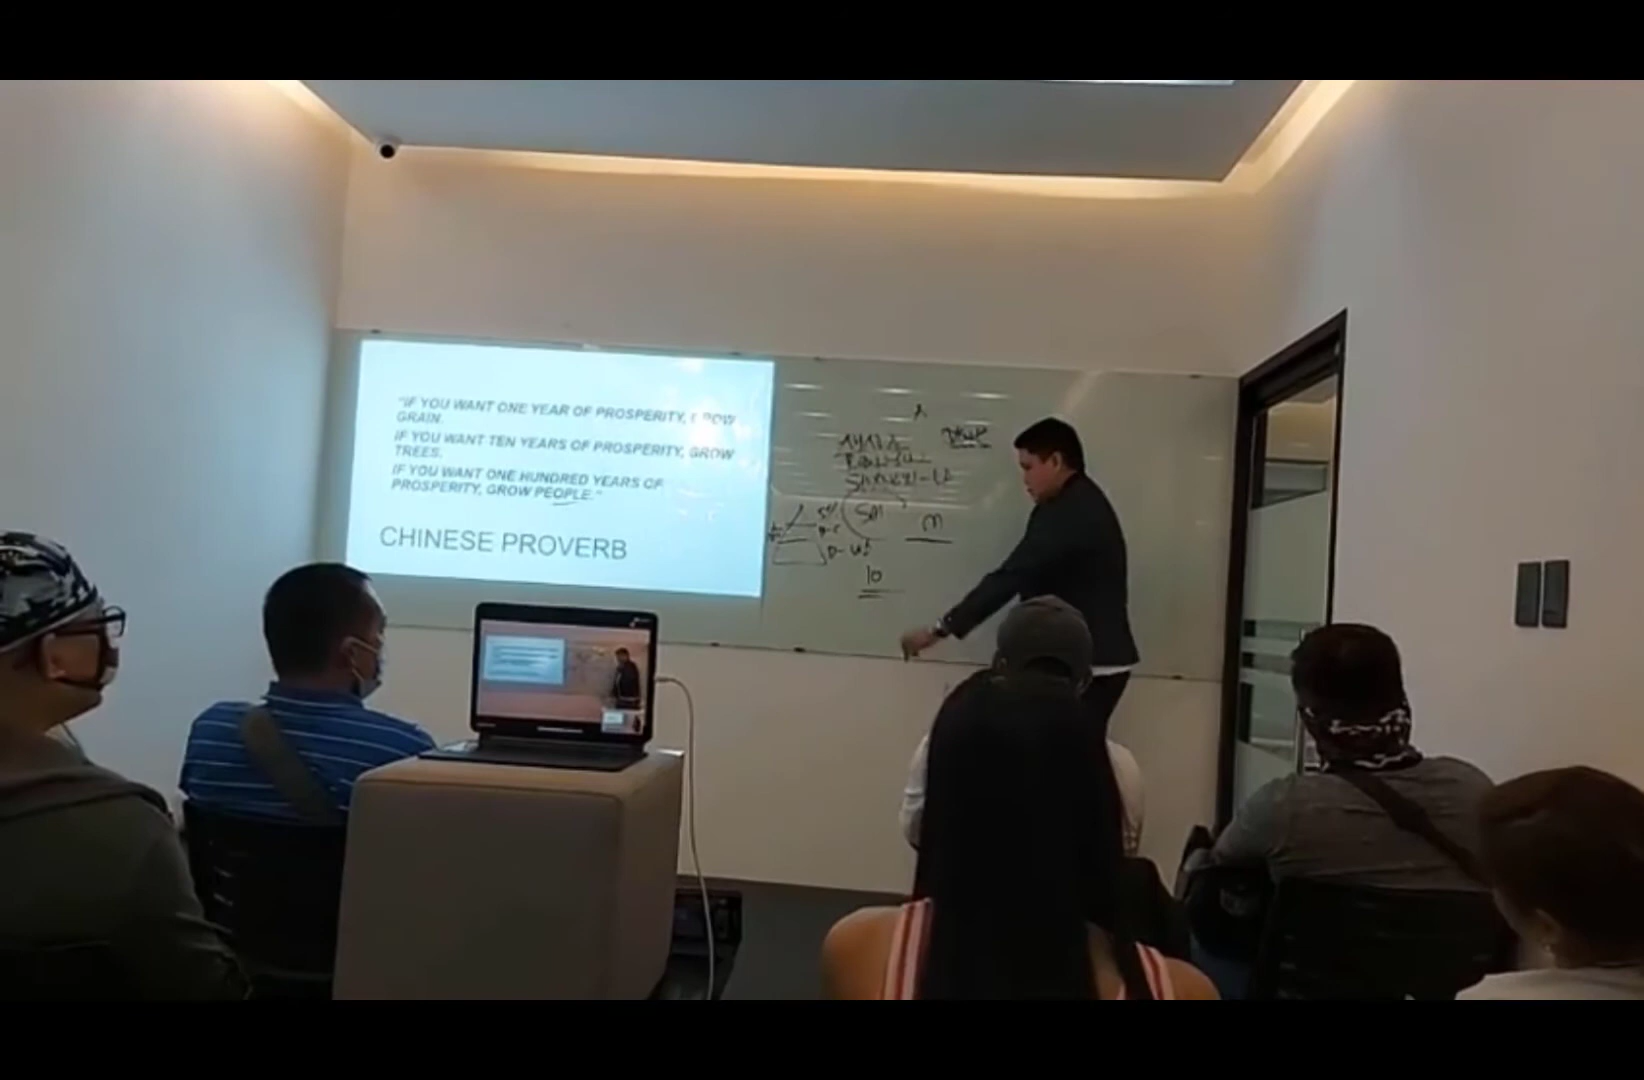 "IF YOU WANT ONE YEAR OF PROSPERITY, GROW
GRAIN.
IF YOU WANT TEN YEARS OF PROSPERITY, GROW
TREES.
IF YOU WANT ONE HUNDRED YEARS OF
PROSPERITY, GROW PEOPLE."
CHINESE PROVERB
M
10